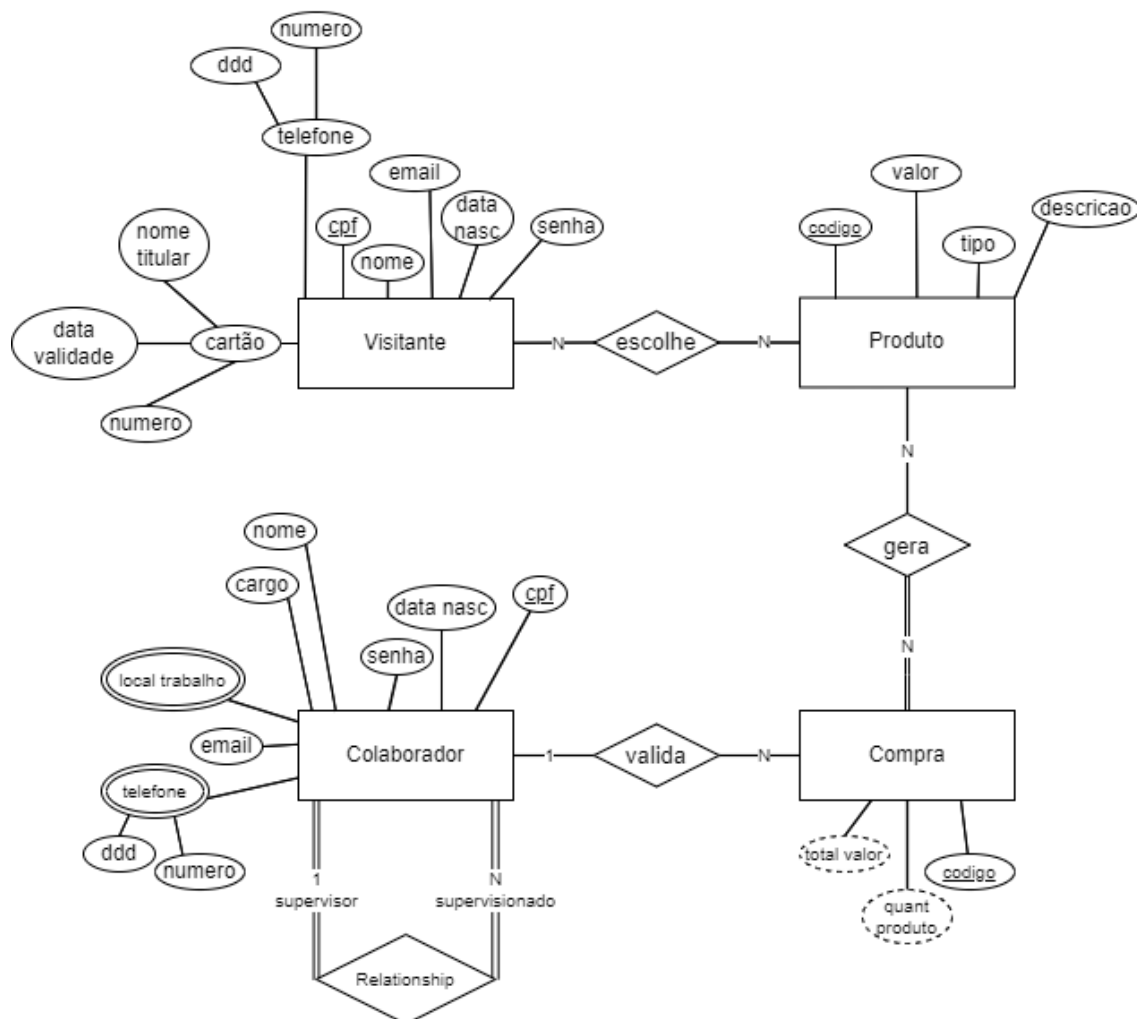 numero
ddd
telefone
email
valor
nome
titular
cpf
data
nasc
senha
codigo
tipo
descricao
nome
data
validade
cartão
Visitante
N
escolhe
N
Produto
numero
N
nome
gera
cargo
data nasc
cpf
senha
N
local trabalho
email
Colaborador
1
valida
N
Compra
telefone
ddd
numero
total valor
codigo
1
supervisor
N
supervisionado
quant
produto
Relationship